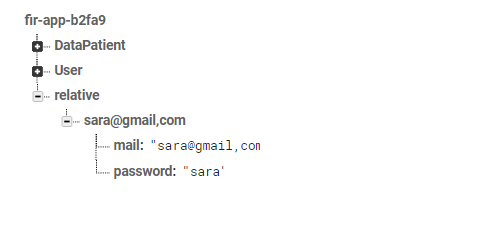 fir-app-b2fa9
DataPatient
User
relative
sara@gmail,com
mail: "sara@gmail,com
password: "sara'